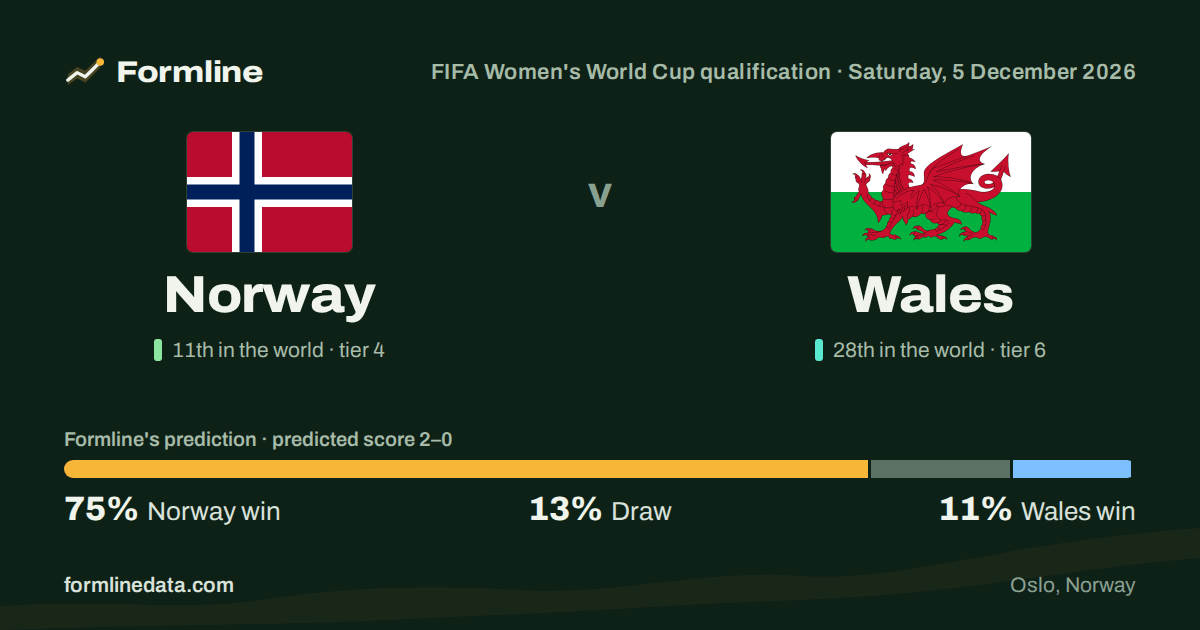 Formline
FIFA Women's World Cup qualification · Saturday, 5 December 2026
v
Norway
Wales
11th in the world · tier 4
28th in the world · tier 6
Formline's prediction · predicted score 2–0
75% Norway win
13% Draw
11% Wales win
formlinedata.com
Oslo, Norway